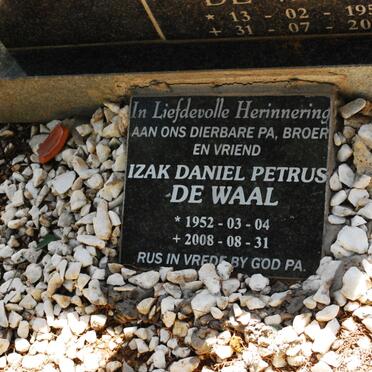 * 13 - 02 - 195
+ 31 - 07 - 20
In Liefdevolle Herinnering
AAN ONS DIERBARE PA, BROER
EN VRIEND
IZAK DANIEL PETRUS
DE WAAL
* 1952 - 03 - 04
+ 2008 - 08 - 31
RUS IN VREDE BY GOD PA.